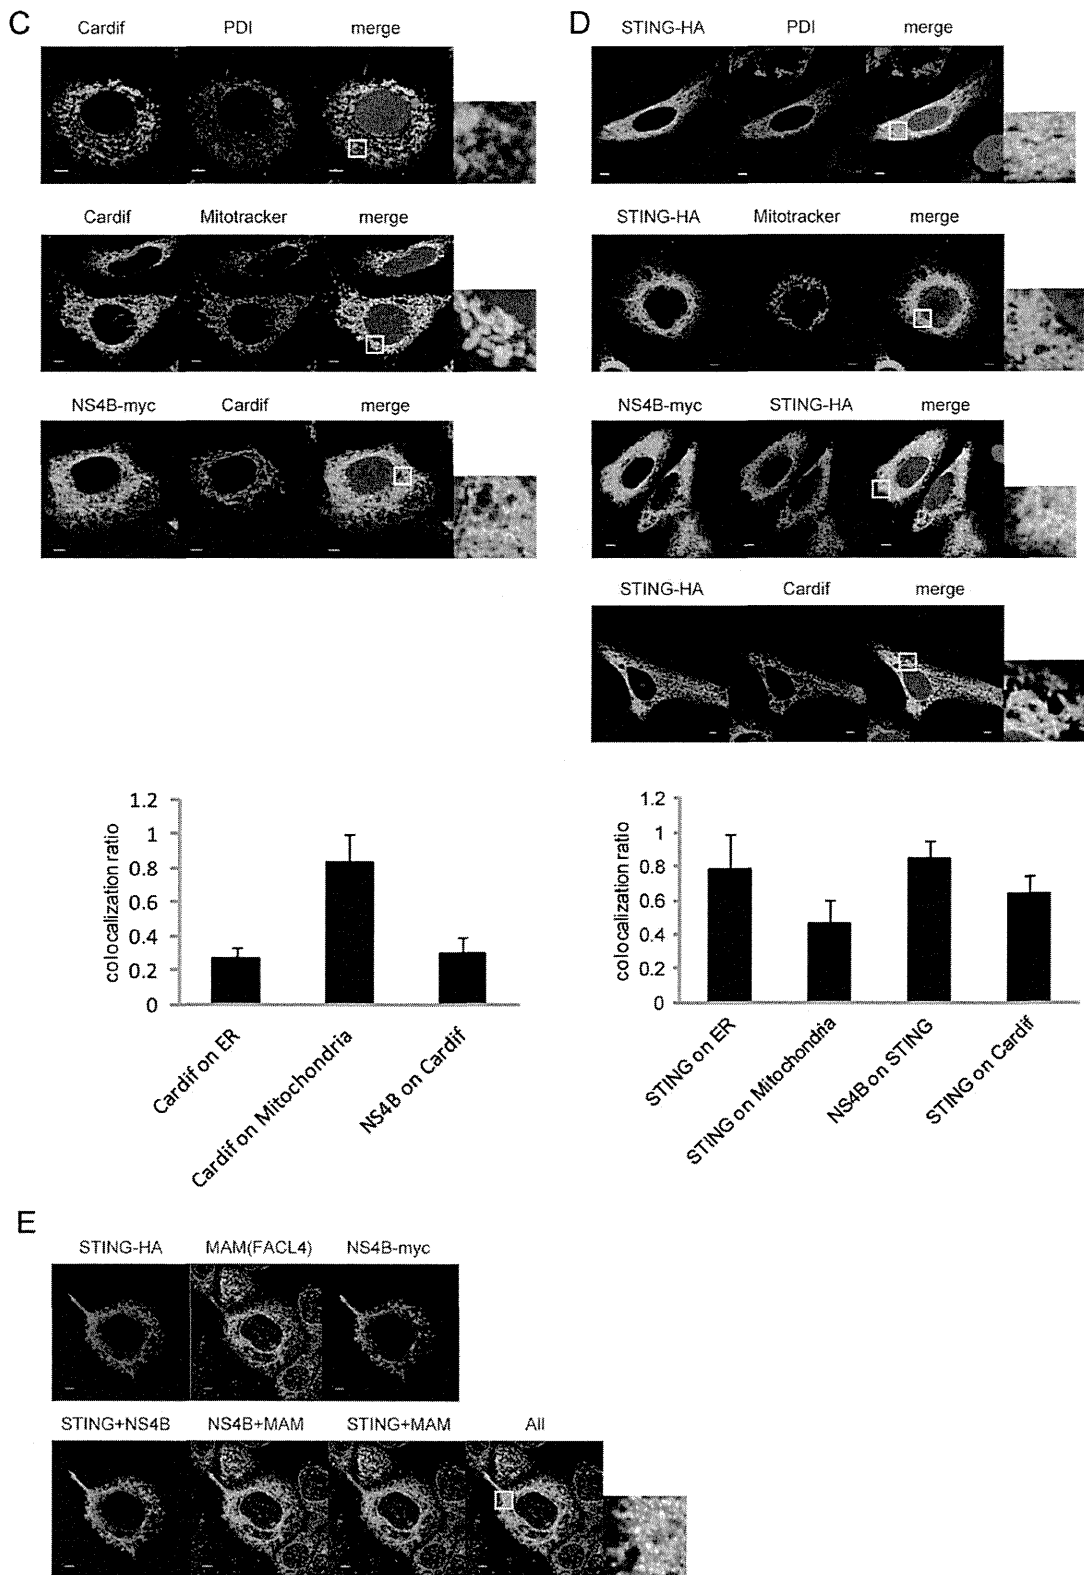 C
Cardif PDI merge
Cardif Mitotracker merge
NS4B-myc Cardif merge
colocalization ratio
1.2
1
0.8
0.6
0.4
0.2
0
Cardif on ER
Cardif on Mitochondria
NS4B on Cardif
D
STING-HA PDI merge
STING-HA Mitotracker merge
NS4B-myc STING-HA merge
STING-HA Cardif merge
colocalization ratio
1.2
1
0.8
0.6
0.4
0.2
0
STING on ER
STING on Mitochondria
NS4B on STING
STING on Cardif
E
STING-HA MAM(FACL4) NS4B-myc
STING+NS4B NS4B+MAM STING+MAM All